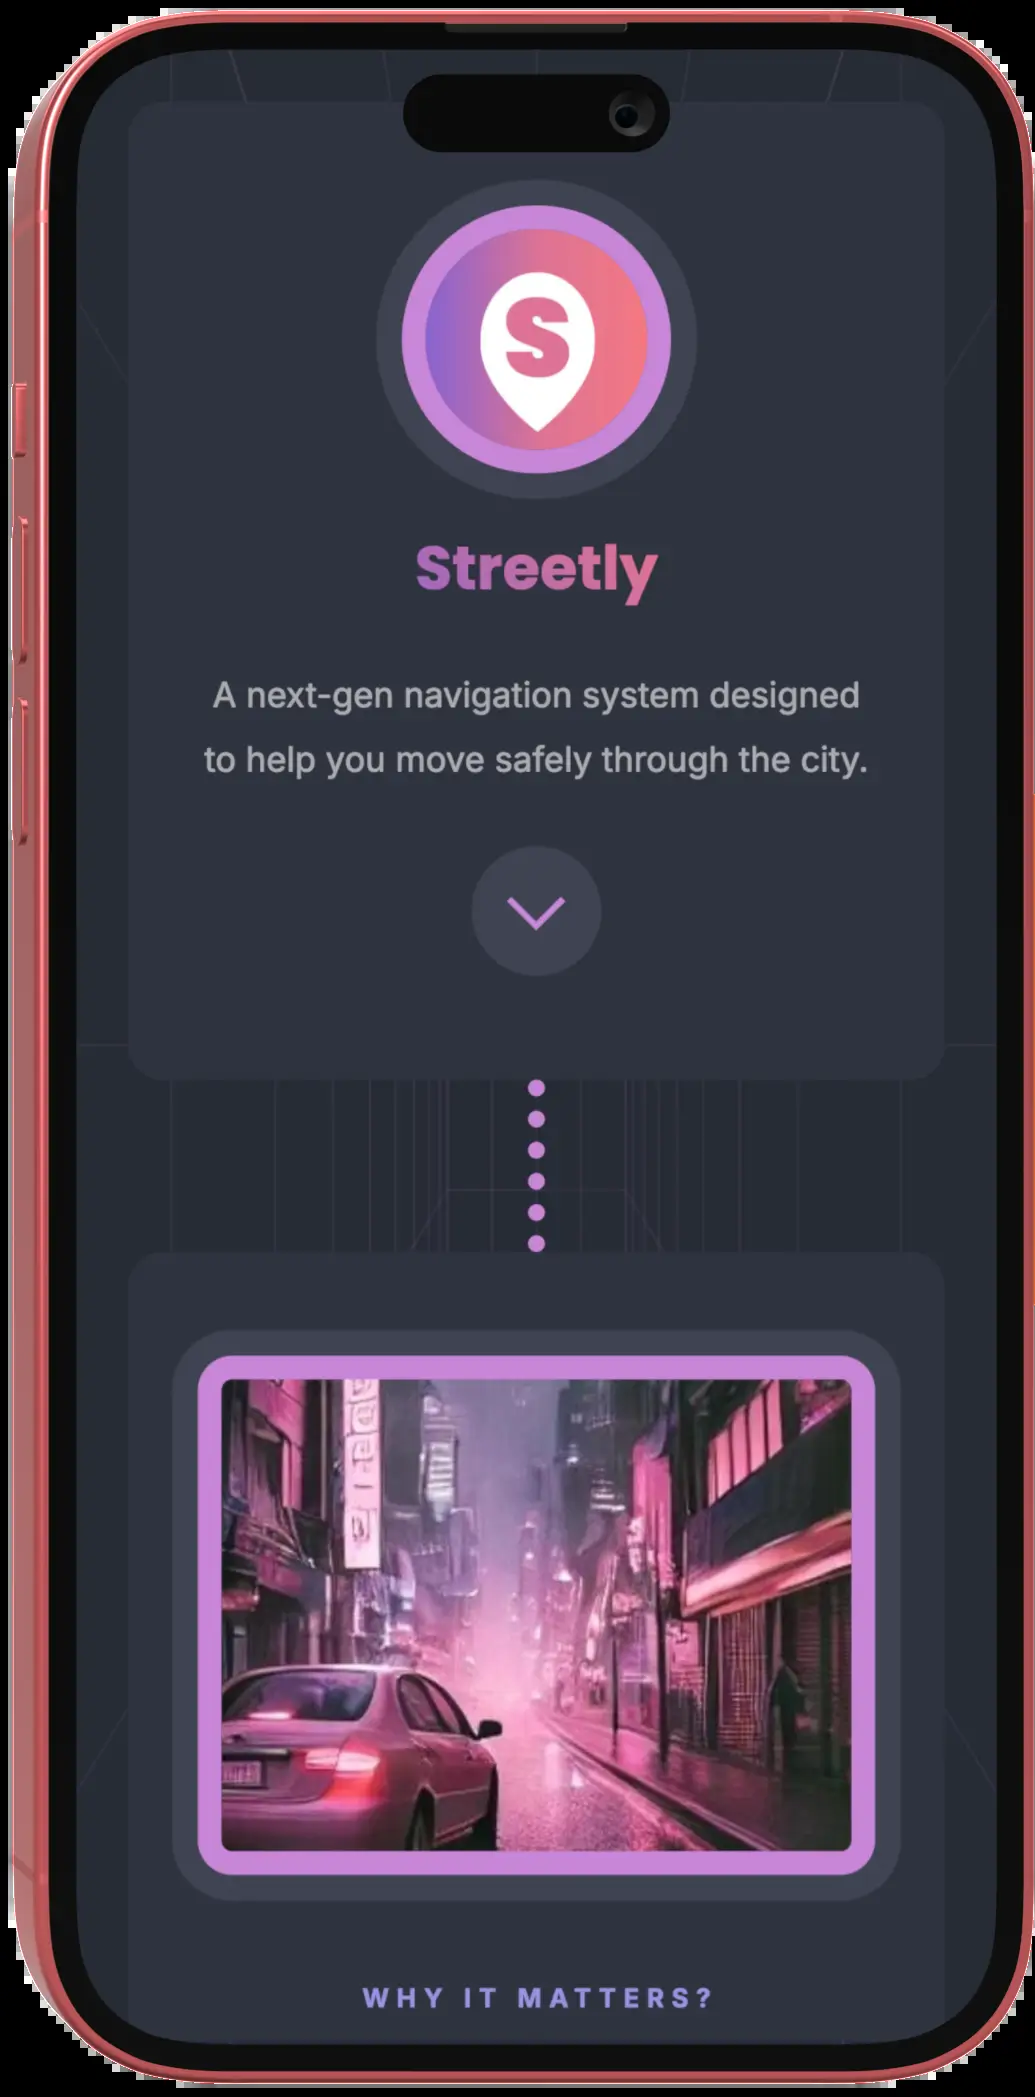 S
Streetly
A next-gen navigation system designed
to help you move safely through the city.
WHY IT MATTERS?